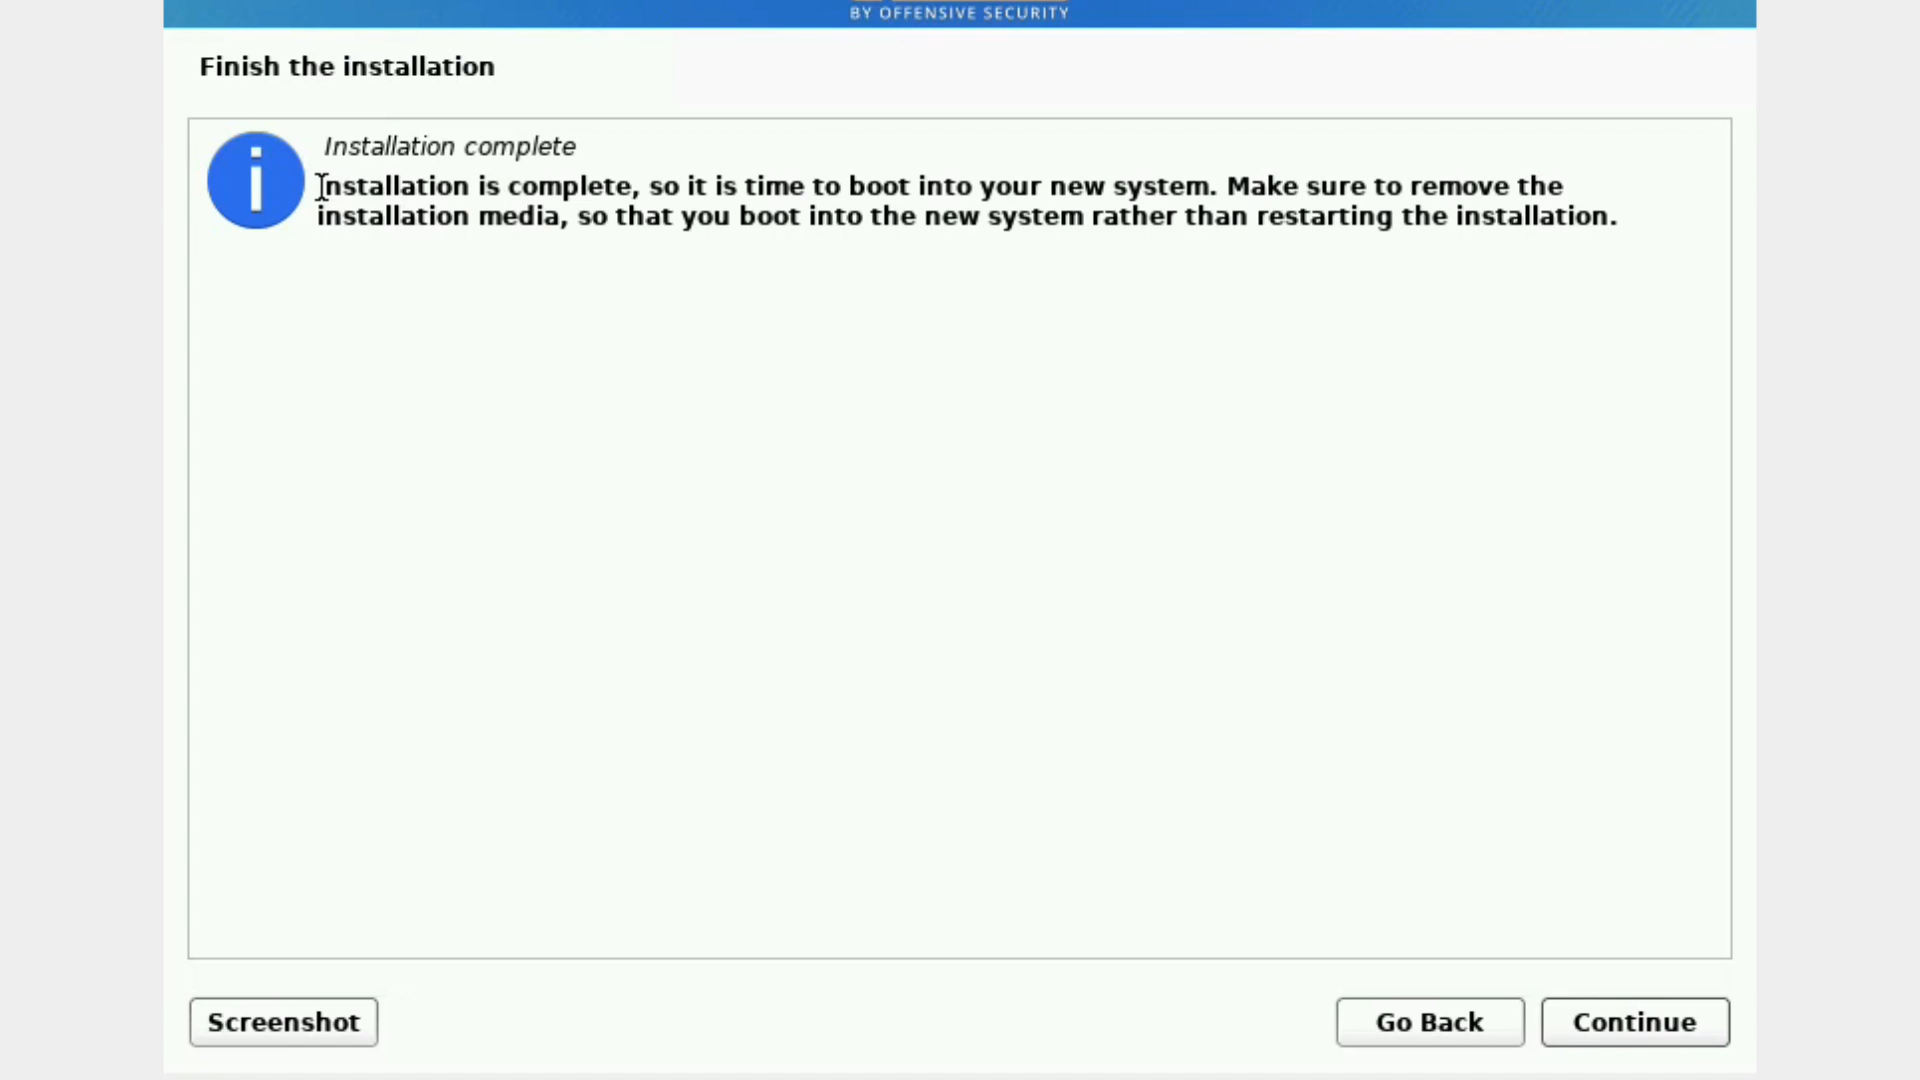 BY OFFENSIVE SECURITY
Finish the installation
Installation complete
Installation is complete, so it is time to boot into your new system. Make sure to remove the
installation media, so that you boot into the new system rather than restarting the installation.
Screenshot
Go Back
Continue